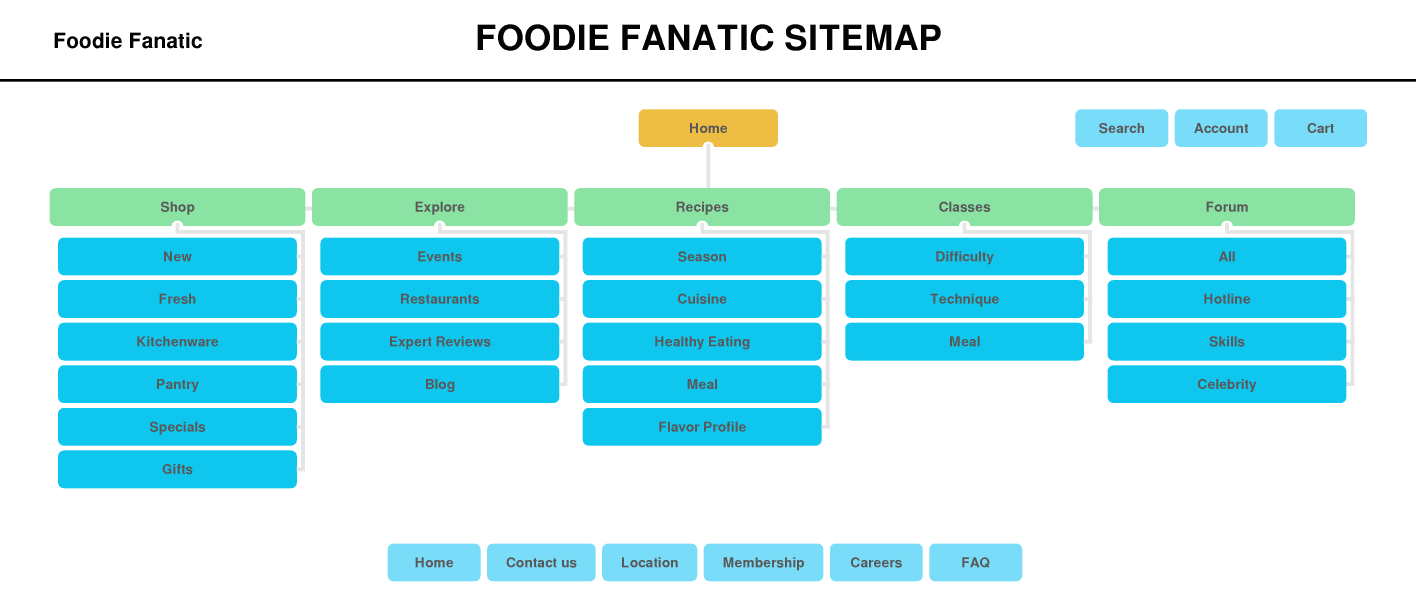 Foodie Fanatic
FOODIE FANATIC SITEMAP
Home
Search
Account
Cart
Shop
New
Fresh
Kitchenware
Pantry
Specials
Gifts
Explore
Events
Restaurants
Expert Reviews
Blog
Recipes
Season
Cuisine
Healthy Eating
Meal
Flavor Profile
Classes
Difficulty
Technique
Meal
Forum
All
Hotline
Skills
Celebrity
Home
Contact us
Location
Membership
Careers
FAQ